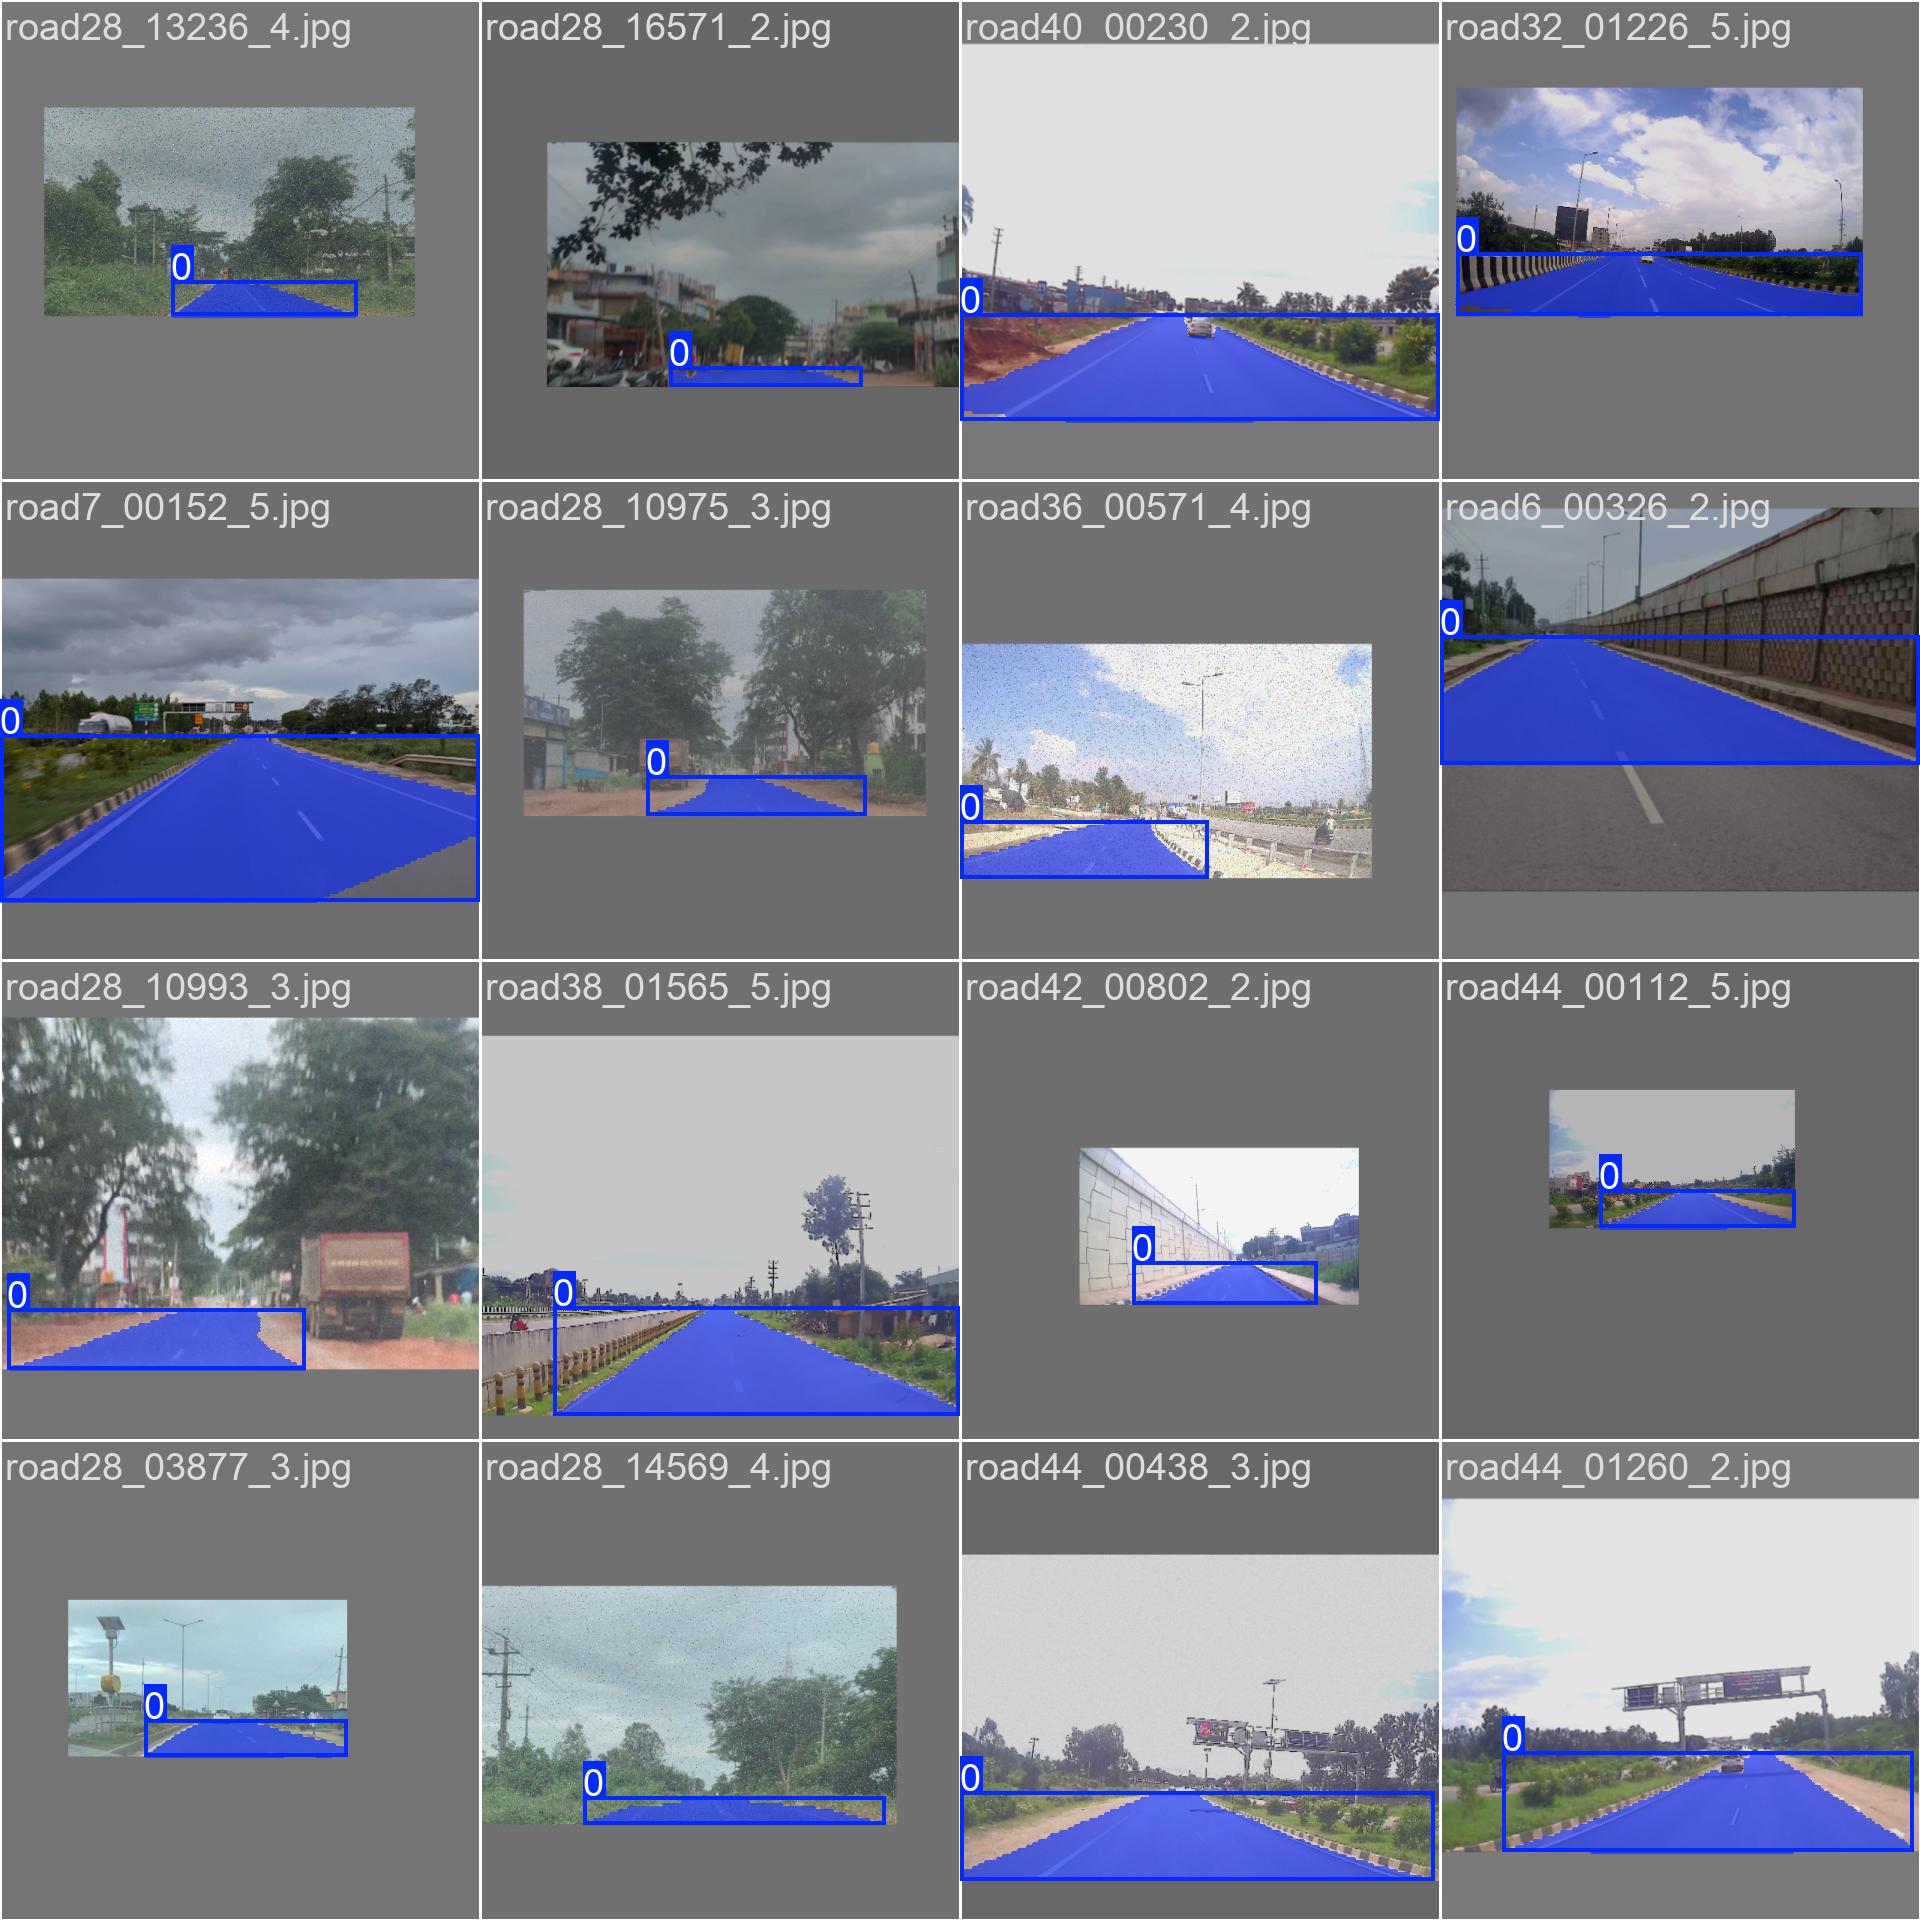 road28_13236_4.jpg
road28_16571_2.jpg
road40_00230_2.jpg
road32_01226_5.jpg
0
0
0
0
road7_00152_5.jpg
road28_10975_3.jpg
road36_00571_4.jpg
road6_00326_2.jpg
0
0
0
0
road28_10993_3.jpg
road38_01565_5.jpg
road42_00802_2.jpg
road44_00112_5.jpg
0
0
0
0
road28_03877_3.jpg
road28_14569_4.jpg
road44_00438_3.jpg
road44_01260_2.jpg
0
0
0
0